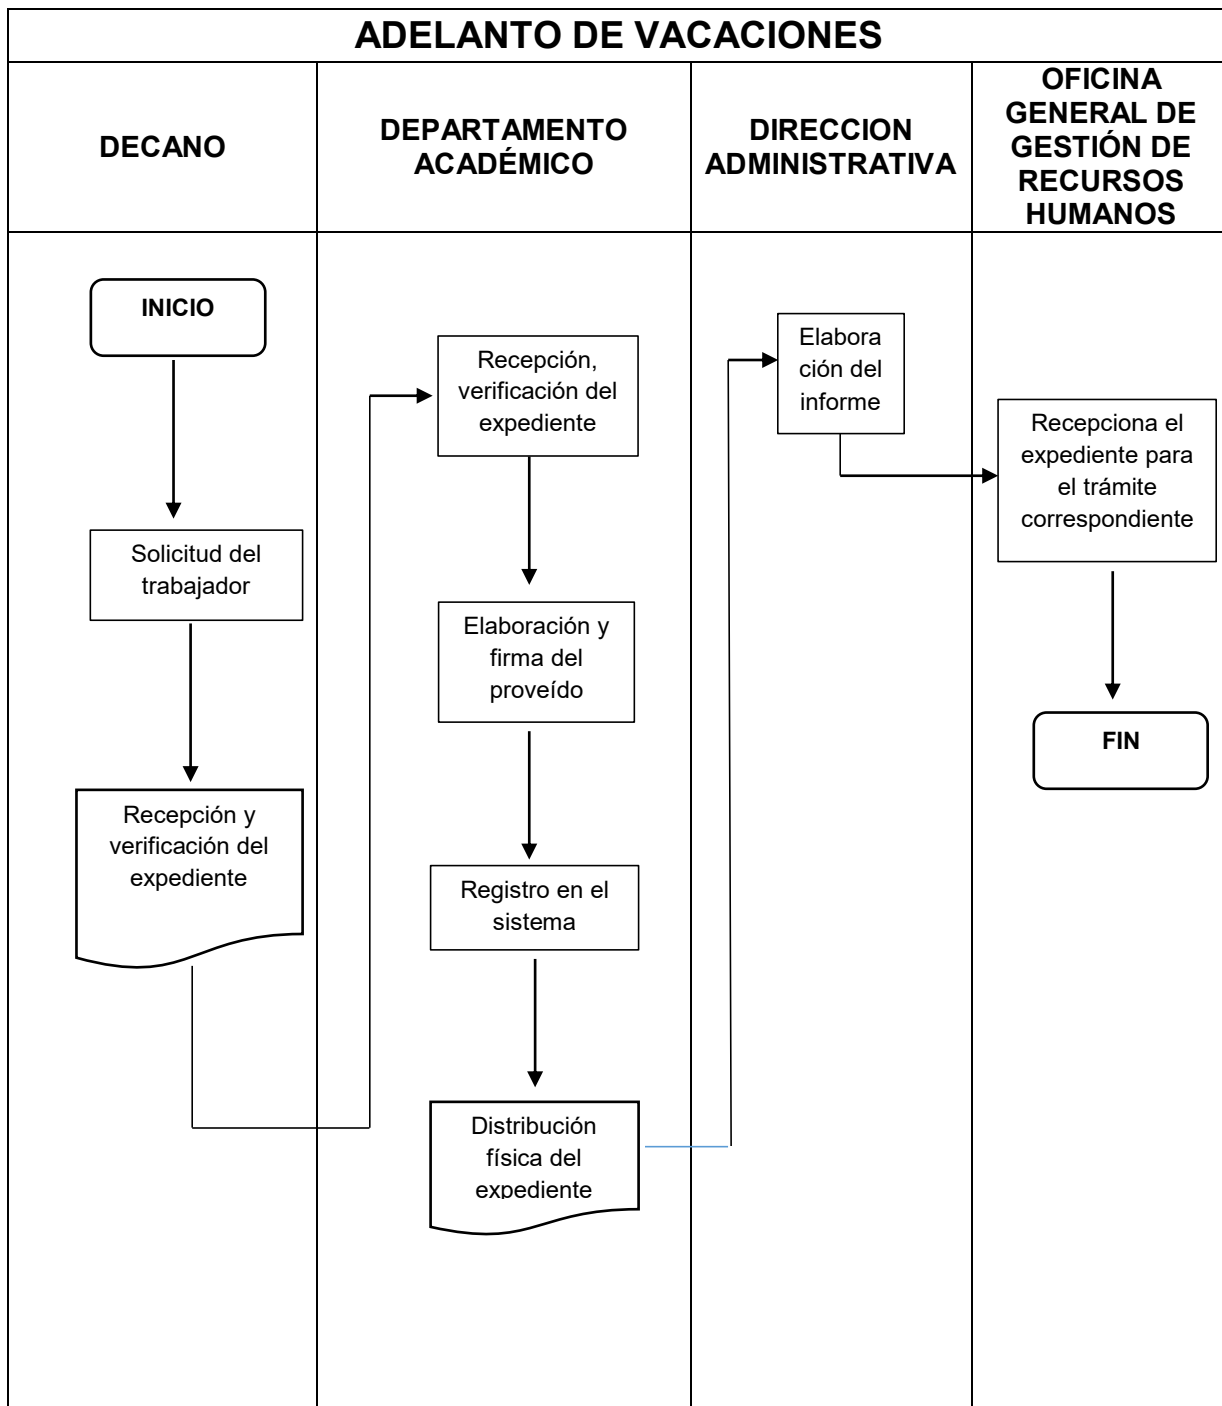 ADELANTO DE VACACIONES
DECANO
DEPARTAMENTO
ACADÉMICO
DIRECCION
ADMINISTRATIVA
OFICINA
GENERAL DE
GESTIÓN DE
RECURSOS
HUMANOS
INICIO
Solicitud del
trabajador
Recepción y
verificación del
expediente
Recepción,
verificación del
expediente
Elaboración y
firma del
proveído
Registro en el
sistema
Distribución
física del
expediente
Elabora
ción del
informe
Recepciona el
expediente para
el trámite
correspondiente
FIN